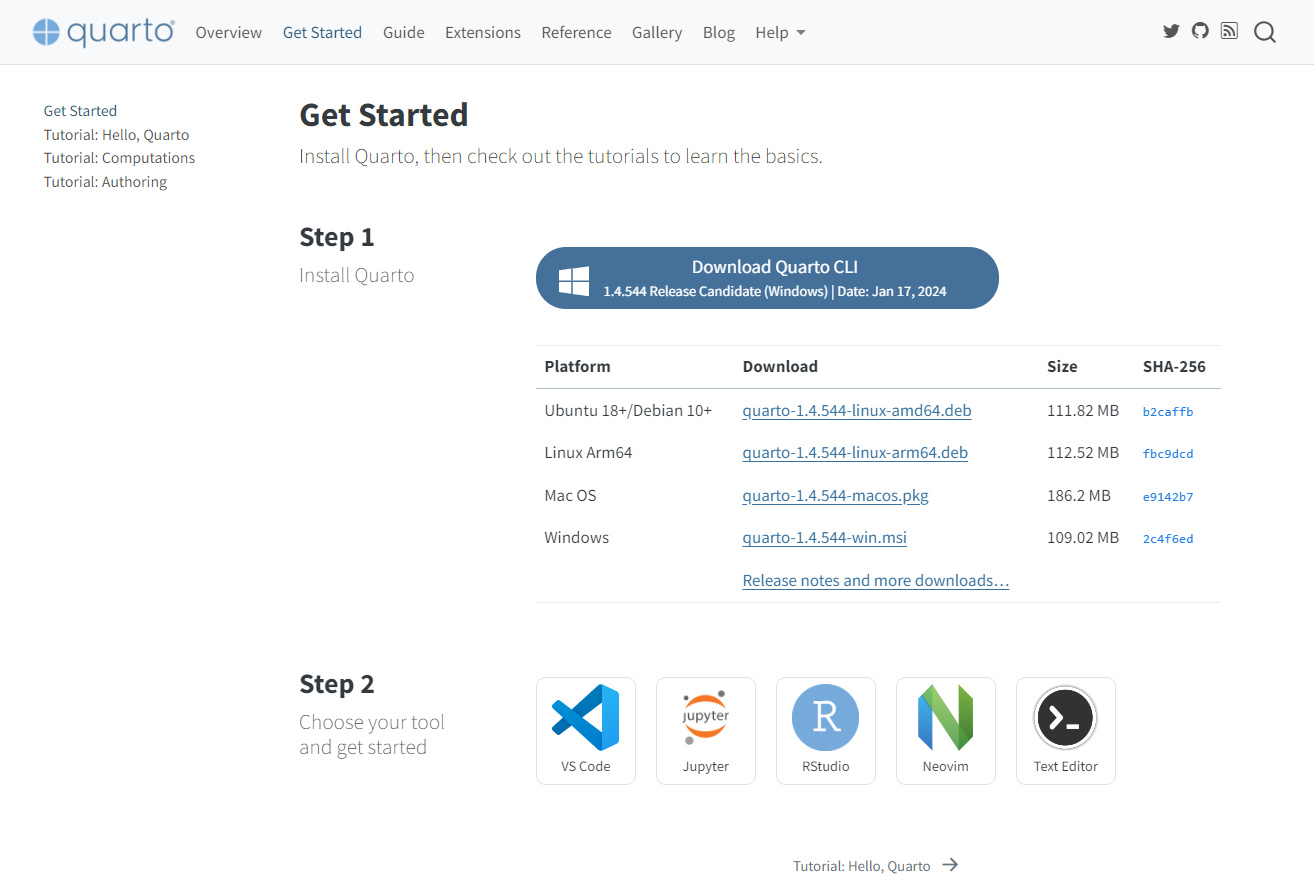 quarto Overview Get Started Guide Extensions Reference Gallery Blog Help
Get Started
Tutorial: Hello, Quarto
Tutorial: Computations
Tutorial: Authoring
Get Started
Install Quarto, then check out the tutorials to learn the basics.
Step 1
Install Quarto
Download Quarto CLI
1.4.544 Release Candidate (Windows) | Date: Jan 17, 2024
Platform Download Size SHA-256
Ubuntu 18+/Debian 10+ quarto-1.4.544-linux-amd64.deb 111.82 MB b2caffb
Linux Arm64 quarto-1.4.544-linux-arm64.deb 112.52 MB fbc9dcd
Mac OS quarto-1.4.544-macos.pkg 186.2 MB e9142b7
Windows quarto-1.4.544-win.msi 109.02 MB 2c4f6ed
Release notes and more downloads…
Step 2
Choose your tool
and get started
jupyter R
VS Code Jupyter RStudio Neovim Text Editor
Tutorial: Hello, Quarto